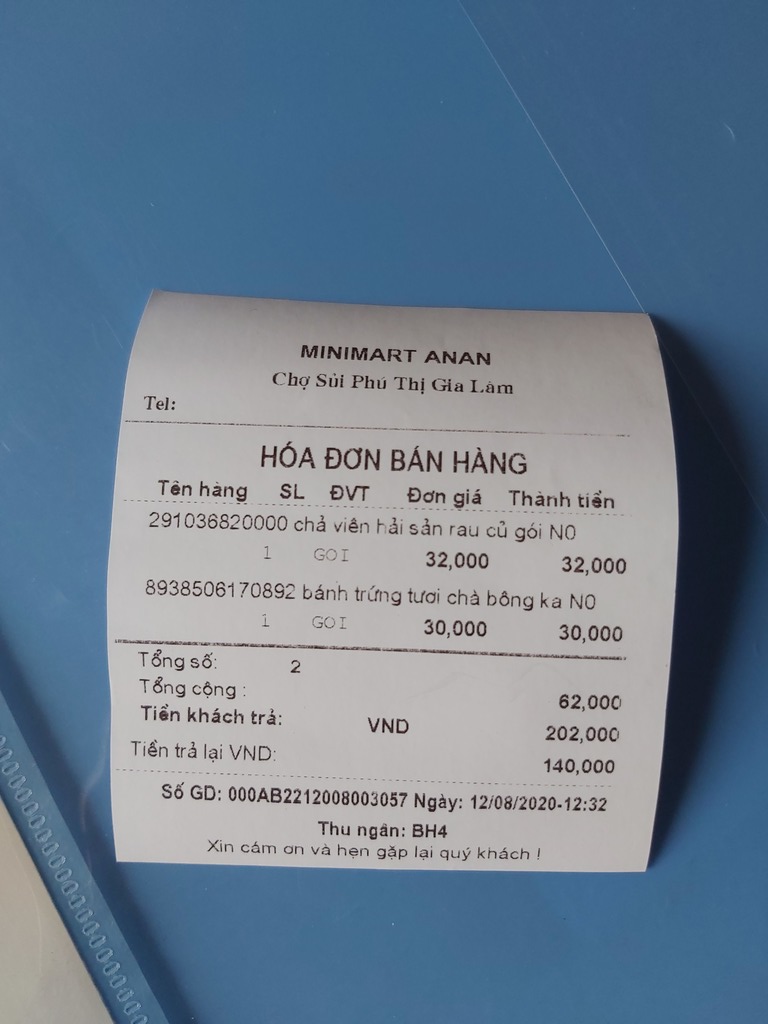 MINIMART ANAN
Chợ Sủi Phú Thị Gia Lâm
Tel:
HÓA ĐƠN BÁN HÀNG
Tên hàng SL ĐVT Đơn giá Thành tiền
291036820000 chả viên hải sản rau củ gói N0
1 GOI 32,000 32,000
8938506170892 bánh trứng tươi chà bông ka N0
1 GOI 30,000 30,000
Tổng số: 2
Tổng cộng : 62,000
Tiền khách trả: VND 202,000
Tiền trả lại VND: 140,000
Số GD: 000AB2212008003057 Ngày: 12/08/2020-12:32
Thu ngân: BH4
Xin cám ơn và hẹn gặp lại quý khách !